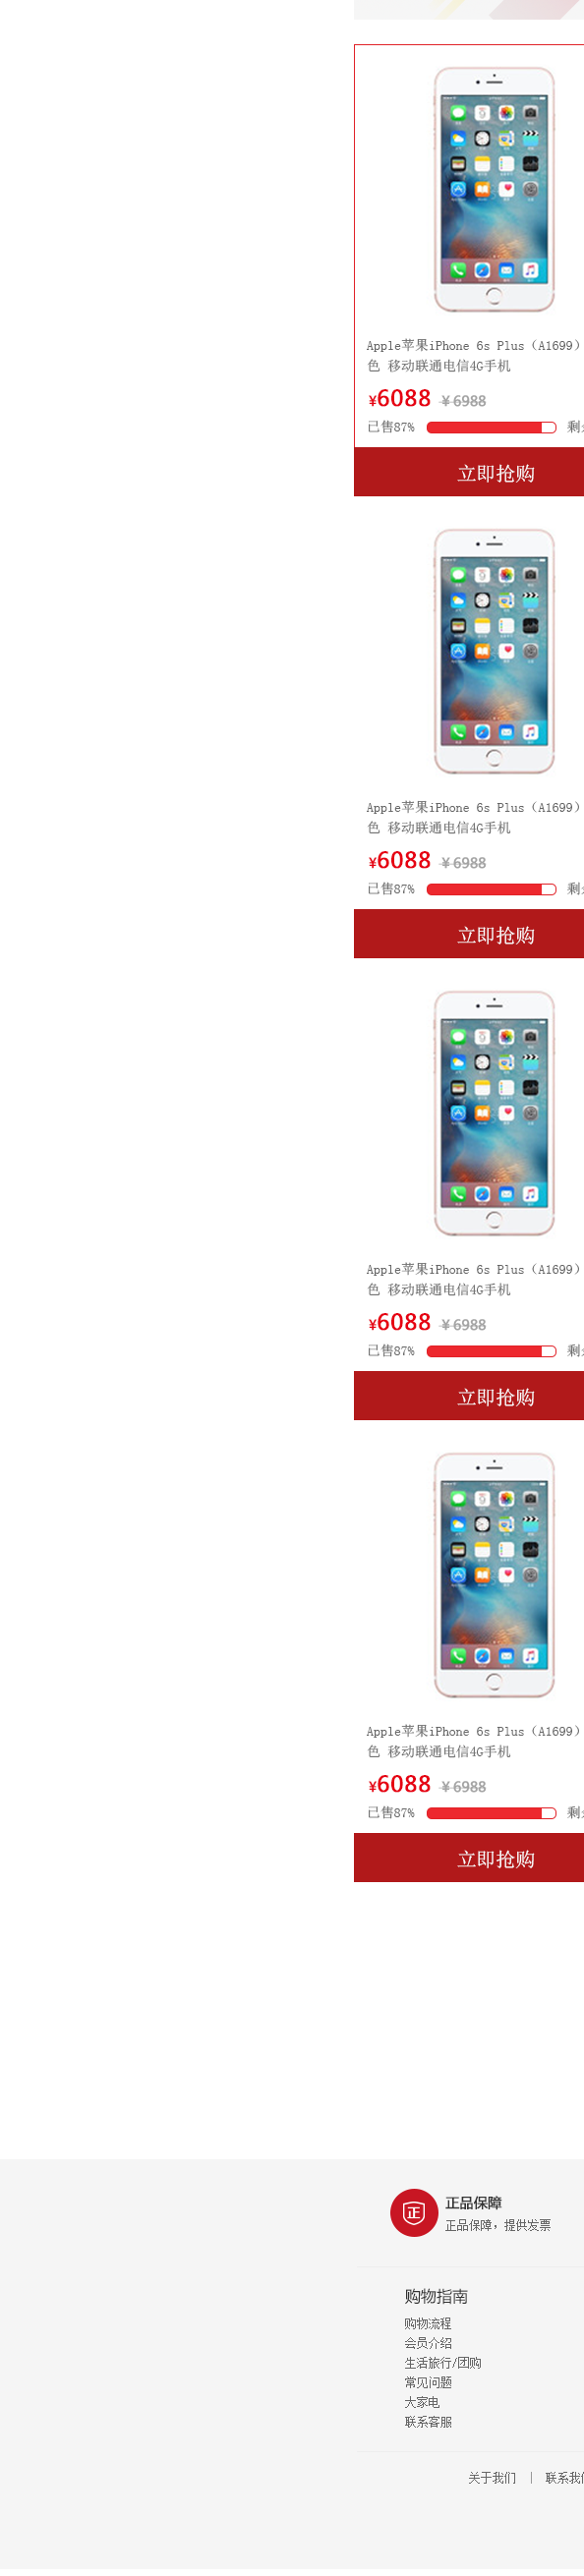 Apple苹果iPhone 6s Plus（A1699）
色 移动联通电信4G手机
¥6088 ¥6988
已售87% 剩
立即抢购
Apple苹果iPhone 6s Plus（A1699）
色 移动联通电信4G手机
¥6088 ¥6988
已售87% 剩
立即抢购
Apple苹果iPhone 6s Plus（A1699）
色 移动联通电信4G手机
¥6088 ¥6988
已售87% 剩
立即抢购
Apple苹果iPhone 6s Plus（A1699）
色 移动联通电信4G手机
¥6088 ¥6988
已售87% 剩
立即抢购
正
正品保障
正品保障，提供发票
购物指南
购物流程
会员介绍
生活旅行/团购
常见问题
大家电
联系客服
关于我们 | 联系我们